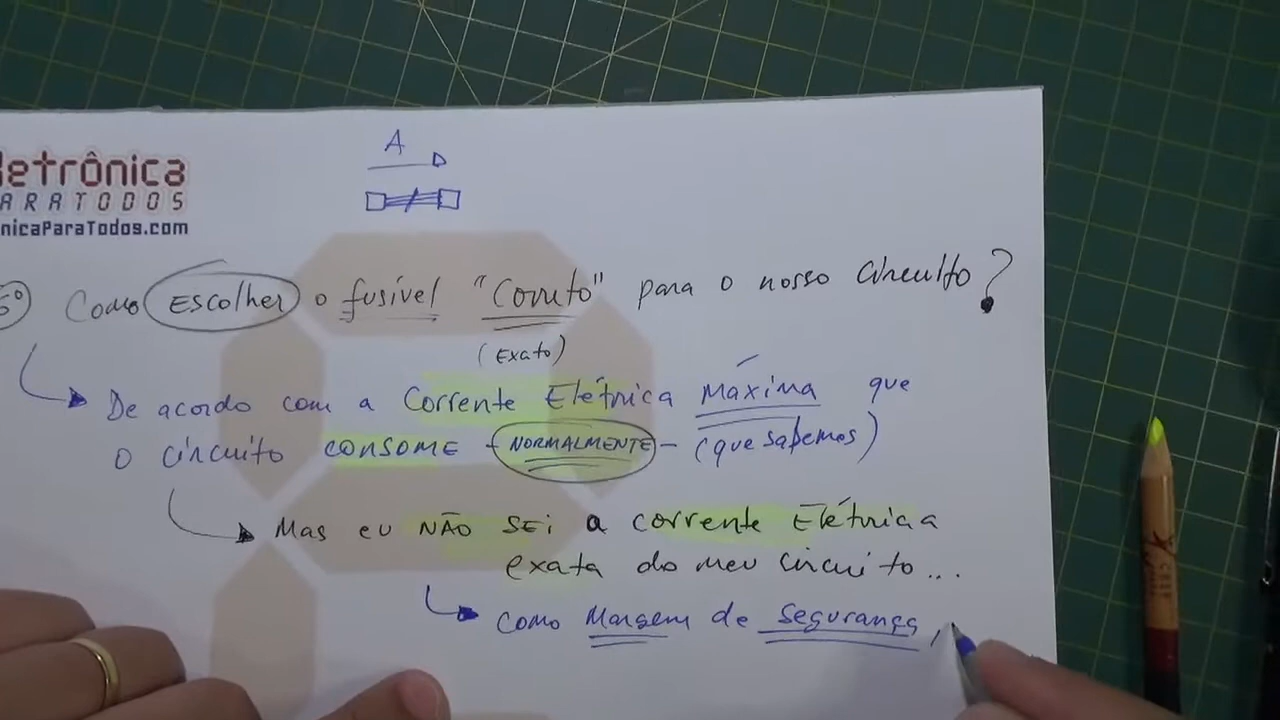 letrônica
ARATODOS
nicaParaTodos.com
A
5º Como ESCOlher o fusível "Correto" para o nosso circuito?
(Exato)
De acordo com a Corrente Elétrica Máxima que
o circuito consome - NORMALMENTE - (que sabemos)
Mas eu NÃO SEi a corrente Elétrica
exata do meu circuito...
Como Margem de Segurança,